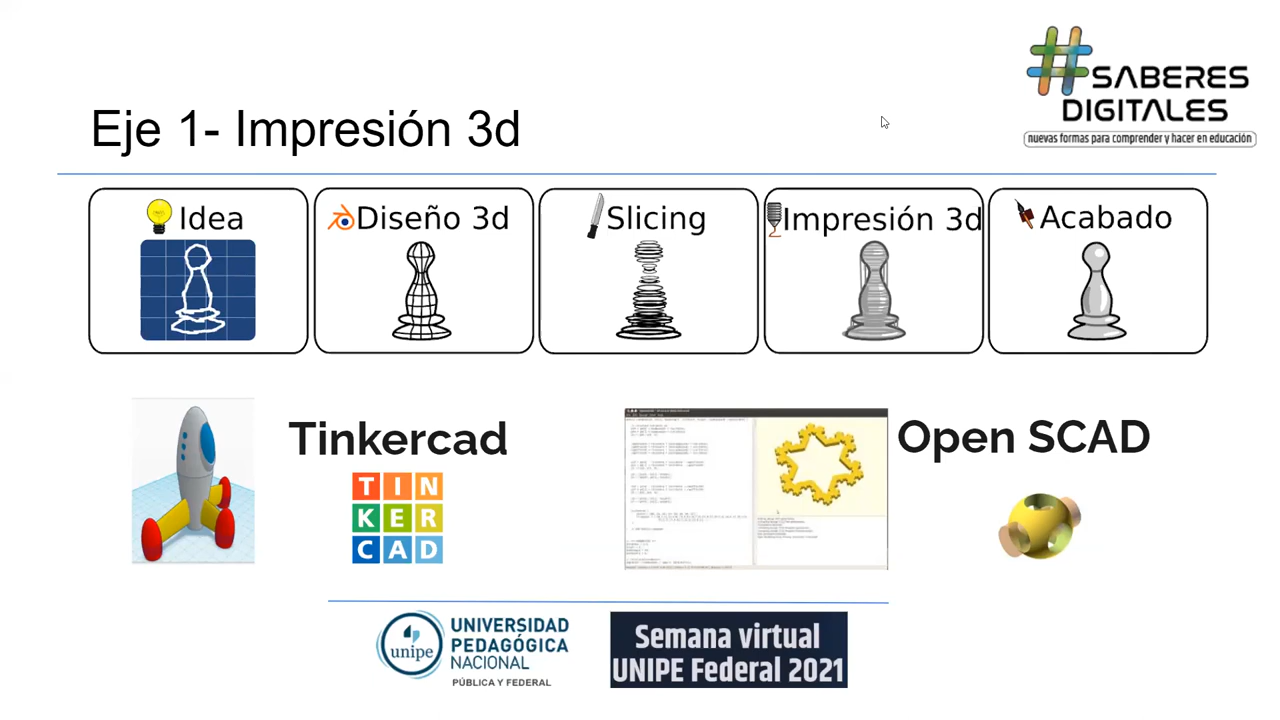 #SABERES
DIGITALES
nuevas formas para comprender y hacer en educación
Eje 1- Impresión 3d
Idea
Diseño 3d
Slicing
Impresión 3d
Acabado
Tinkercad
TIN
KER
CAD
Open SCAD
unipe
UNIVERSIDAD
PEDAGÓGICA
NACIONAL
PÚBLICA Y FEDERAL
Semana virtual
UNIPE Federal 2021